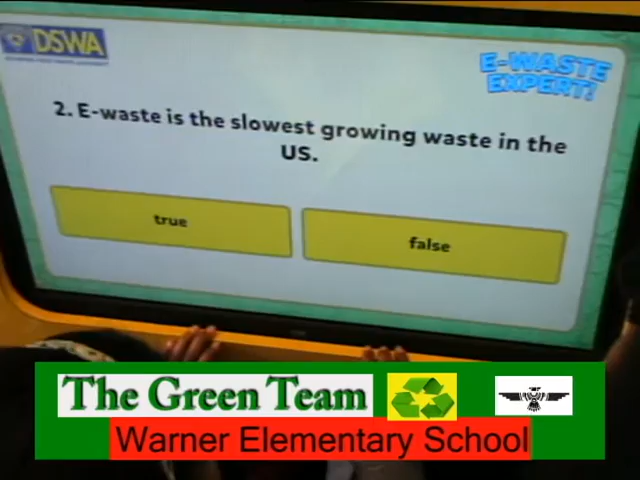 DSWA
E-WASTE
EXPERT!
2. E-waste is the slowest growing waste in the
US.
true
false
The Green Team
Warner Elementary School